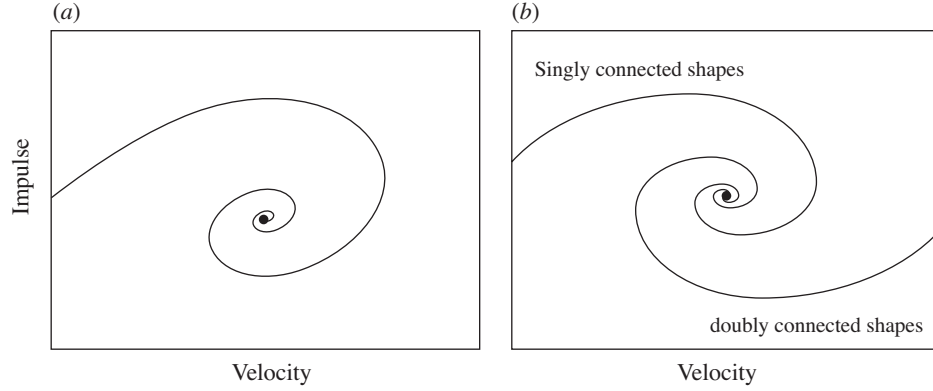 (a)
(b)
Singly connected shapes
Impulse
doubly connected shapes
Velocity
Velocity